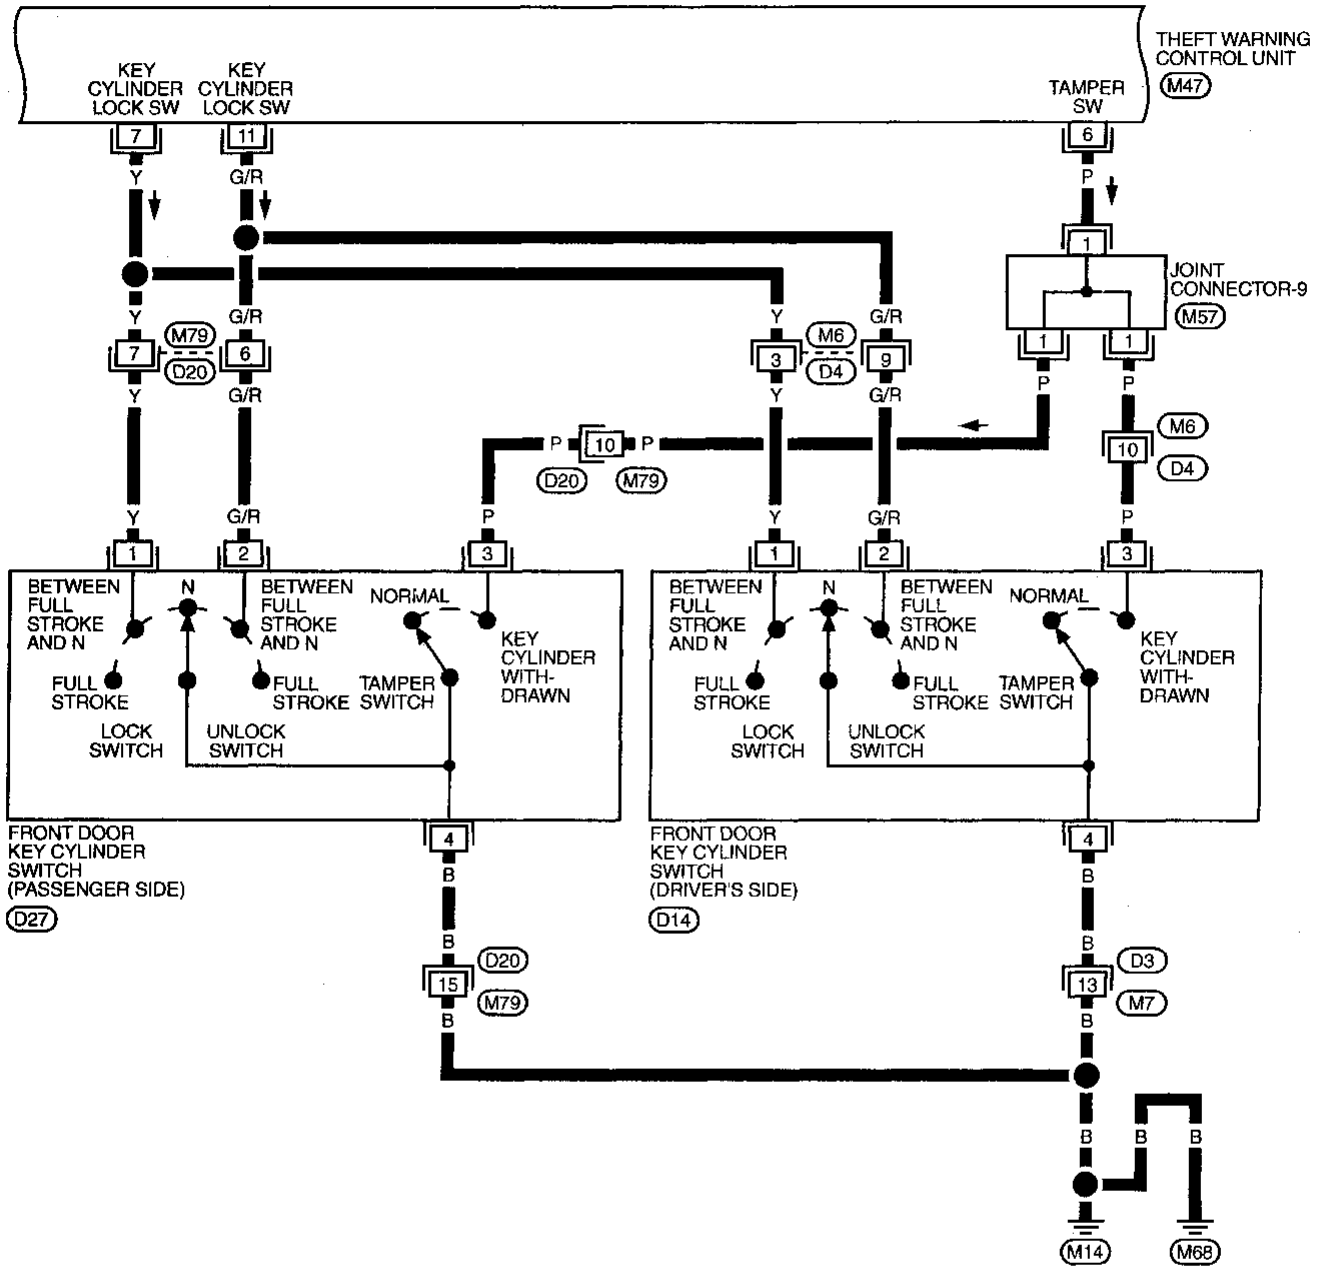 THEFT WARNING
CONTROL UNIT
M47
KEY
CYLINDER
LOCK SW
KEY
CYLINDER
LOCK SW
TAMPER
SW
7
11
6
Y
G/R
P
1
JOINT
CONNECTOR-9
M57
1
1
Y
G/R
Y
G/R
7
M79
D20
6
3
M6
D4
9
P
P
Y
G/R
Y
G/R
M6
10
D4
P
10
P
D20
M79
Y
G/R
P
Y
G/R
P
1
2
3
1
2
3
BETWEEN
FULL
STROKE
AND N
N
BETWEEN
FULL
STROKE
AND N
NORMAL
KEY
CYLINDER
WITH-
DRAWN
FULL
STROKE
FULL
STROKE
TAMPER
SWITCH
LOCK
SWITCH
UNLOCK
SWITCH
BETWEEN
FULL
STROKE
AND N
N
BETWEEN
FULL
STROKE
AND N
NORMAL
KEY
CYLINDER
WITH-
DRAWN
FULL
STROKE
FULL
STROKE
TAMPER
SWITCH
LOCK
SWITCH
UNLOCK
SWITCH
FRONT DOOR
KEY CYLINDER
SWITCH
(PASSENGER SIDE)
D27
4
B
FRONT DOOR
KEY CYLINDER
SWITCH
(DRIVER'S SIDE)
D14
4
B
B
D20
15
M79
B
B
D3
13
M7
B
B
B
B
M14
M68